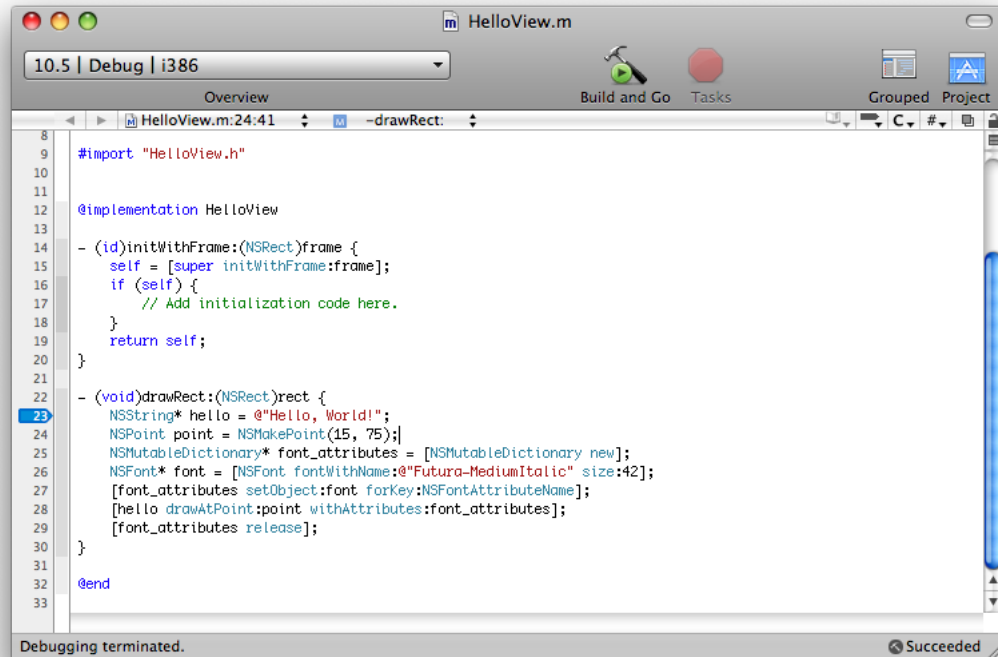 HelloView.m
10.5 | Debug | i386
Overview
Build and Go
Tasks
Grouped
Project
HelloView.m:24:41
M
-drawRect:
C
#
8
9 #import "HelloView.h"
10
11
12 @implementation HelloView
13
14 - (id)initWithFrame:(NSRect)frame {
15 self = [super initWithFrame:frame];
16 if (self) {
17 // Add initialization code here.
18 }
19 return self;
20 }
21
22 - (void)drawRect:(NSRect)rect {
23 NSString* hello = @"Hello, World!";
24 NSPoint point = NSMakePoint(15, 75);
25 NSMutableDictionary* font_attributes = [NSMutableDictionary new];
26 NSFont* font = [NSFont fontWithName:@"Futura-MediumItalic" size:42];
27 [font_attributes setObject:font forKey:NSFontAttributeName];
28 [hello drawAtPoint:point withAttributes:font_attributes];
29 [font_attributes release];
30 }
31
32 @end
33
Debugging terminated.
Succeeded